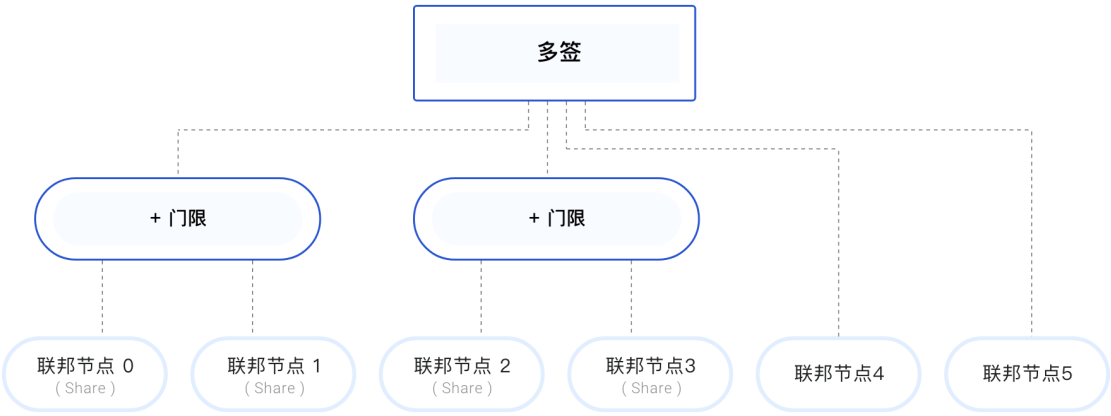 多签
+ 门限
+ 门限
联邦节点 0
( Share )
联邦节点 1
( Share )
联邦节点 2
( Share )
联邦节点3
( Share )
联邦节点4
联邦节点5